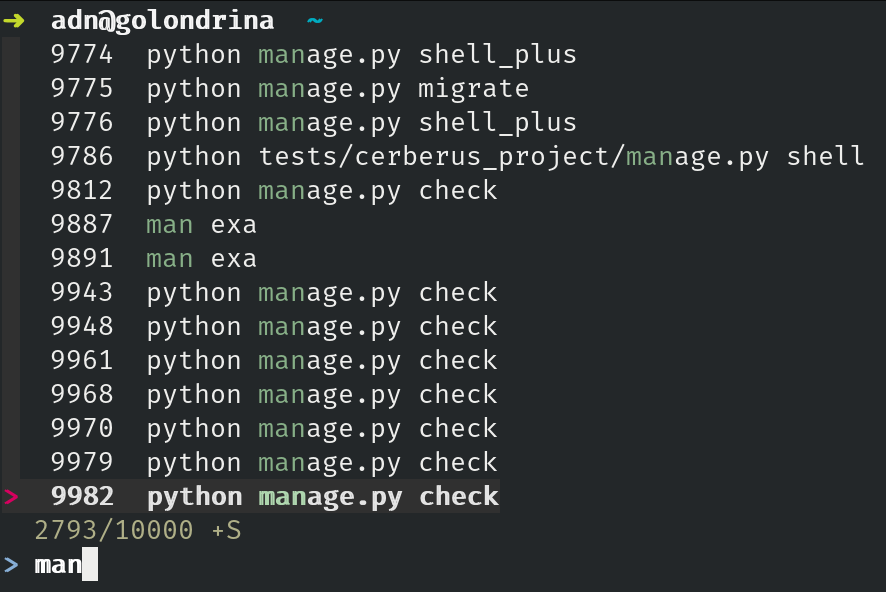 ➜ adn@golondrina ~
9774 python manage.py shell_plus
9775 python manage.py migrate
9776 python manage.py shell_plus
9786 python tests/cerberus_project/manage.py shell
9812 python manage.py check
9887 man exa
9891 man exa
9943 python manage.py check
9948 python manage.py check
9961 python manage.py check
9968 python manage.py check
9970 python manage.py check
9979 python manage.py check
> 9982 python manage.py check
2793/10000 +S
> man